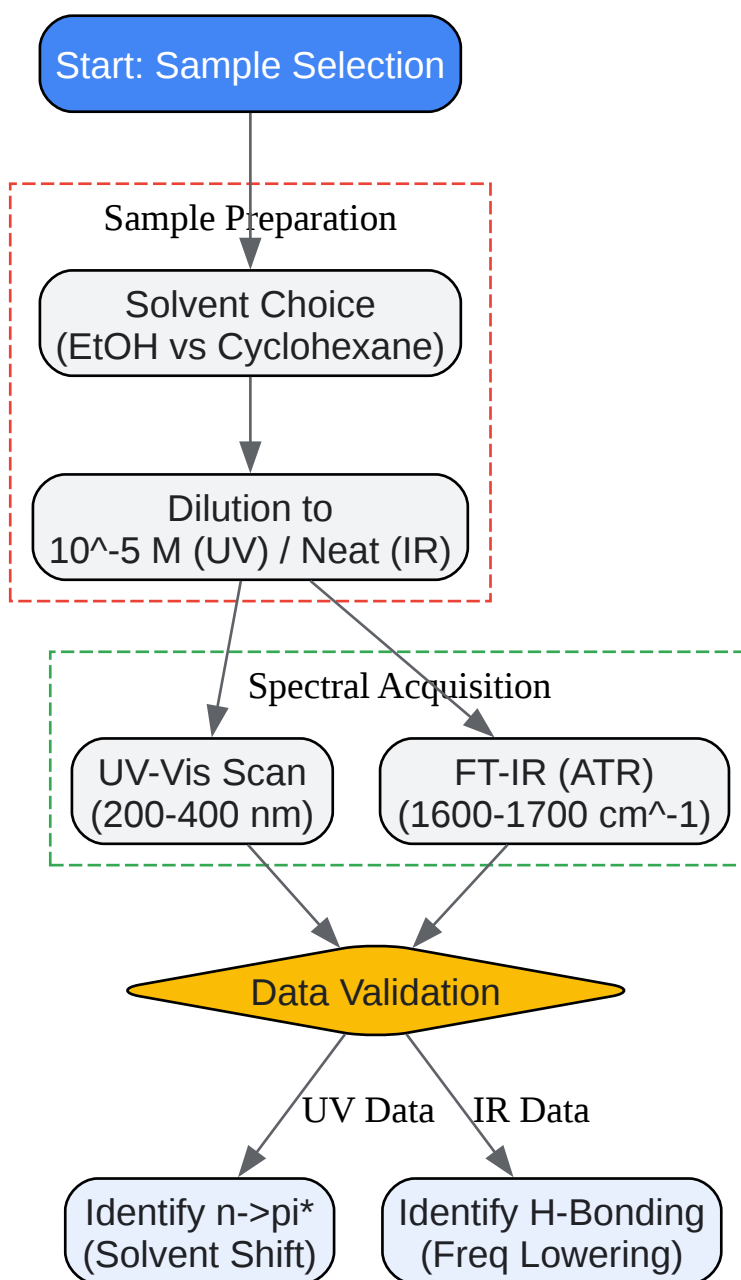 Start: Sample Selection
Sample Preparation
Solvent Choice
(EtOH vs Cyclohexane)
Dilution to
10^-5 M (UV) / Neat (IR)
Spectral Acquisition
UV-Vis Scan
(200-400 nm)
FT-IR (ATR)
(1600-1700 cm^-1)
Data Validation
UV Data
IR Data
Identify n->pi*
(Solvent Shift)
Identify H-Bonding
(Freq Lowering)